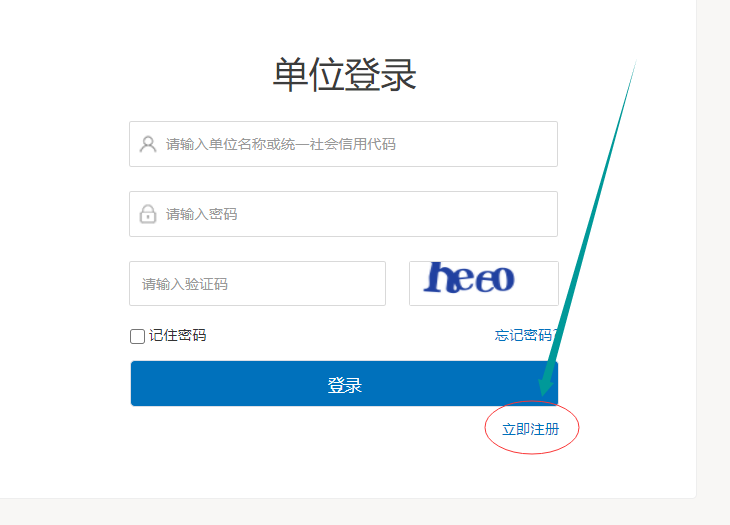 单位登录
请输入单位名称或统一社会信用代码
请输入密码
请输入验证码
heeo
记住密码
忘记密码?
登录
立即注册